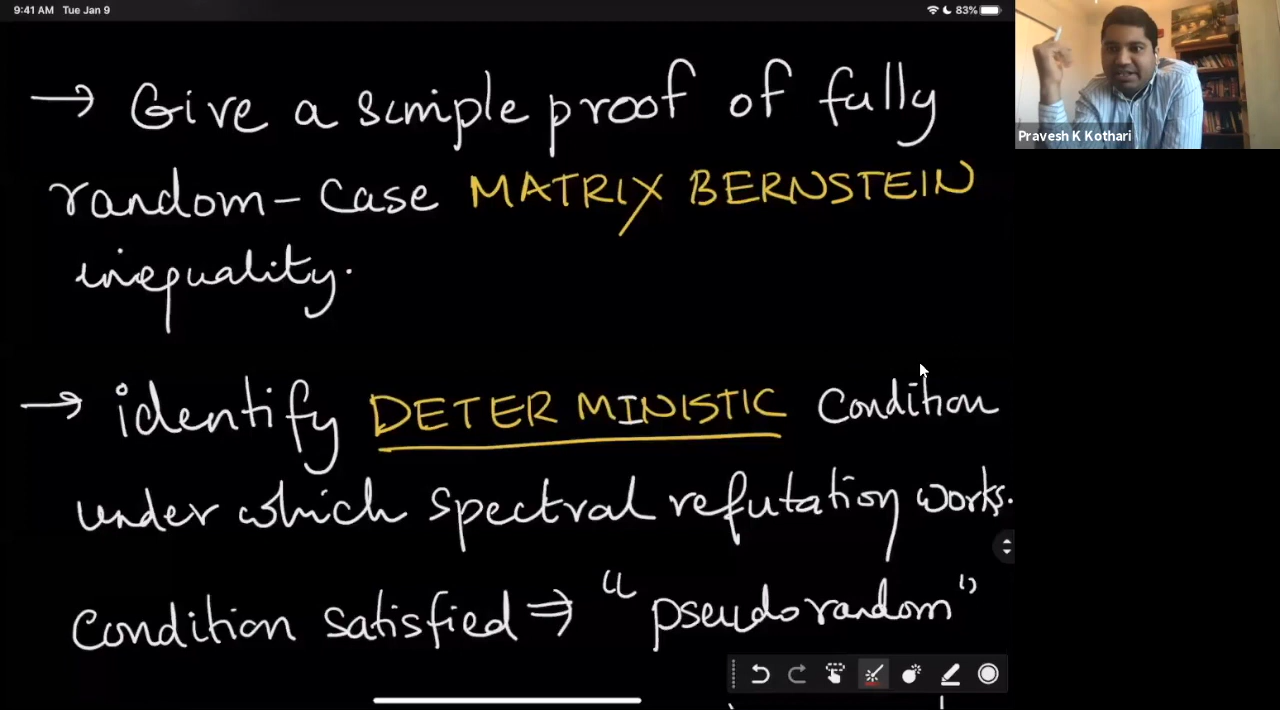 9:41 AM Tue Jan 9
83%
→ Give a simple proof of fully
random-case MATRIX BERNSTEIN
inequality.
→ identify DETERMINISTIC Condition
under which spectral refutation works.
Condition satisfied ⇒ "pseudorandom"
Pravesh K Kothari